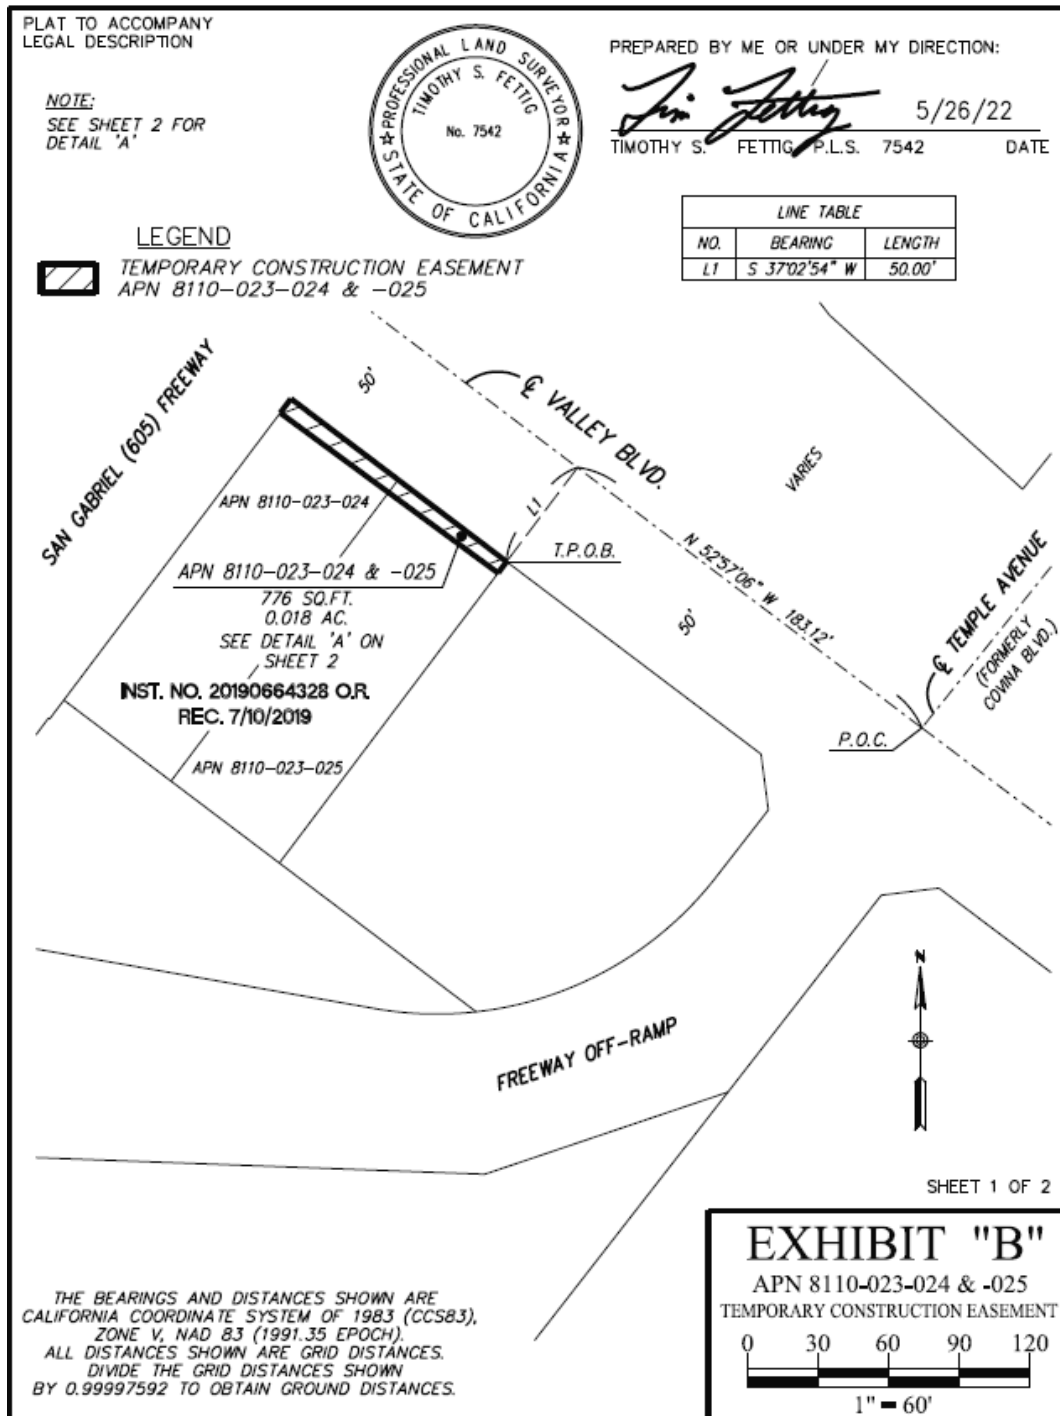 PLAT TO ACCOMPANY
LEGAL DESCRIPTION
NOTE:
SEE SHEET 2 FOR
DETAIL 'A'
PROFESSIONAL LAND SURVEYOR
TIMOTHY S. FETTIG
No. 7542
STATE OF CALIFORNIA
PREPARED BY ME OR UNDER MY DIRECTION:
Tim Fettig 5/26/22
TIMOTHY S. FETTIG P.L.S. 7542 DATE
LINE TABLE
NO. BEARING LENGTH
L1 S 37°02'54" W 50.00'
LEGEND
TEMPORARY CONSTRUCTION EASEMENT
APN 8110-023-024 & -025
SAN GABRIEL (605) FREEWAY
50'
℄ VALLEY BLVD.
VARIES
L1
APN 8110-023-024
T.P.O.B.
N 52°57'06" W 183.12'
APN 8110-023-024 & -025
776 SQ.FT.
0.018 AC.
SEE DETAIL 'A' ON
SHEET 2
50'
℄ TEMPLE AVENUE
(FORMERLY
COVINA BLVD.)
INST. NO. 20190664328 O.R.
REC. 7/10/2019
P.O.C.
APN 8110-023-025
N
FREEWAY OFF-RAMP
SHEET 1 OF 2
EXHIBIT "B"
APN 8110-023-024 & -025
TEMPORARY CONSTRUCTION EASEMENT
0 30 60 90 120
1" = 60'
THE BEARINGS AND DISTANCES SHOWN ARE
CALIFORNIA COORDINATE SYSTEM OF 1983 (CCS83),
ZONE V, NAD 83 (1991.35 EPOCH).
ALL DISTANCES SHOWN ARE GRID DISTANCES.
DIVIDE THE GRID DISTANCES SHOWN
BY 0.99997592 TO OBTAIN GROUND DISTANCES.